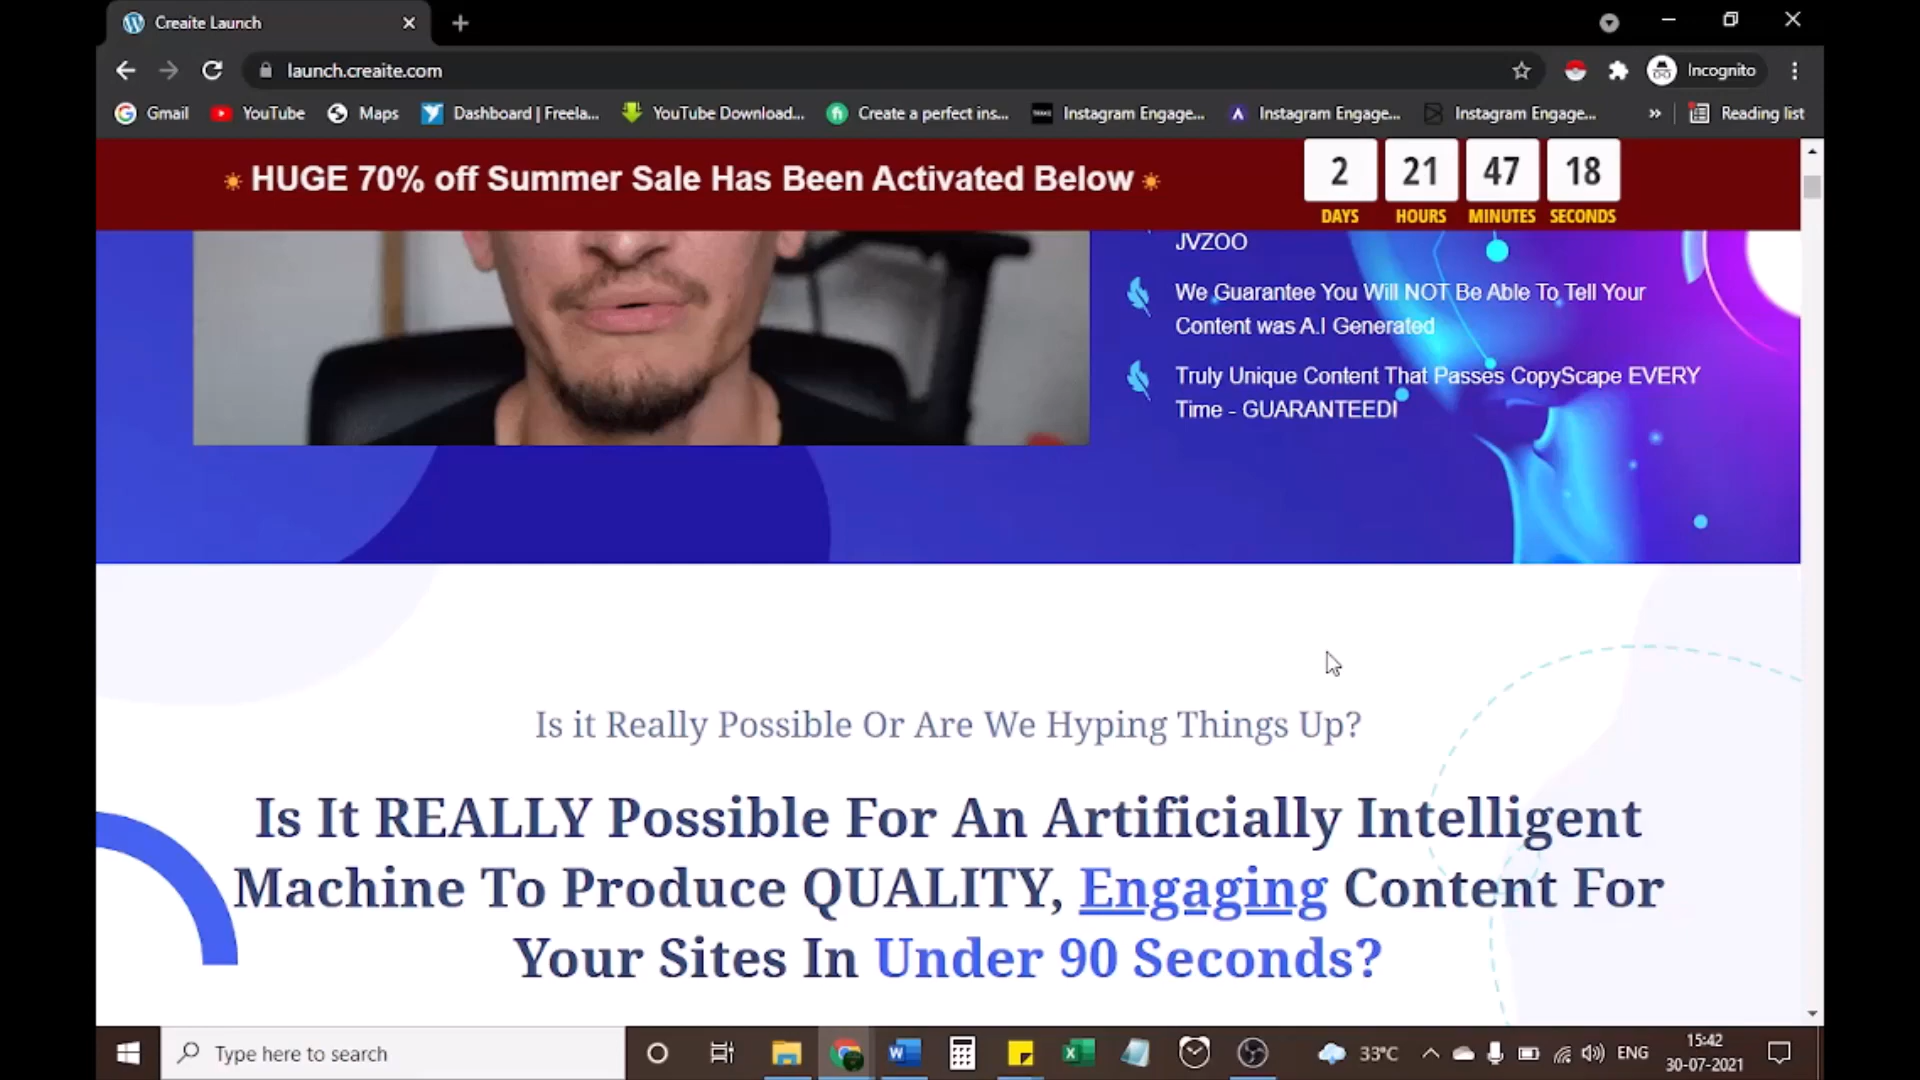 Creaite Launch
launch.creaite.com
Incognito
Gmail YouTube Maps Dashboard | Freela... YouTube Download... Create a perfect ins... Instagram Engage... Instagram Engage... Instagram Engage... » Reading list
HUGE 70% off Summer Sale Has Been Activated Below
2 21 47 18
DAYS HOURS MINUTES SECONDS
JVZOO
We Guarantee You Will NOT Be Able To Tell Your
Content was A.I Generated
Truly Unique Content That Passes CopyScape EVERY
Time - GUARANTEED!
Is it Really Possible Or Are We Hyping Things Up?
Is It REALLY Possible For An Artificially Intelligent
Machine To Produce QUALITY, Engaging Content For
Your Sites In Under 90 Seconds?
Type here to search
33°C
ENG
15:42
30-07-2021